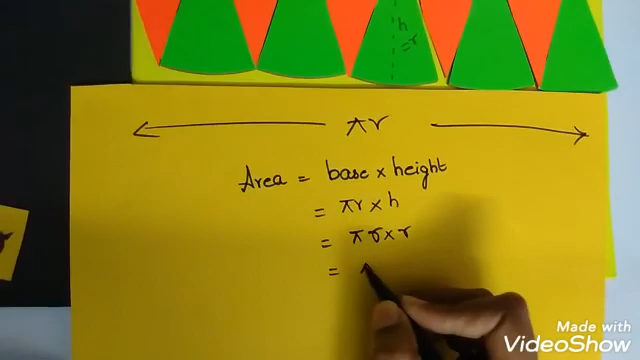 h
= r
πr
Area = base × height
= πr × h
= πr × r
=
Made with
VideoShow